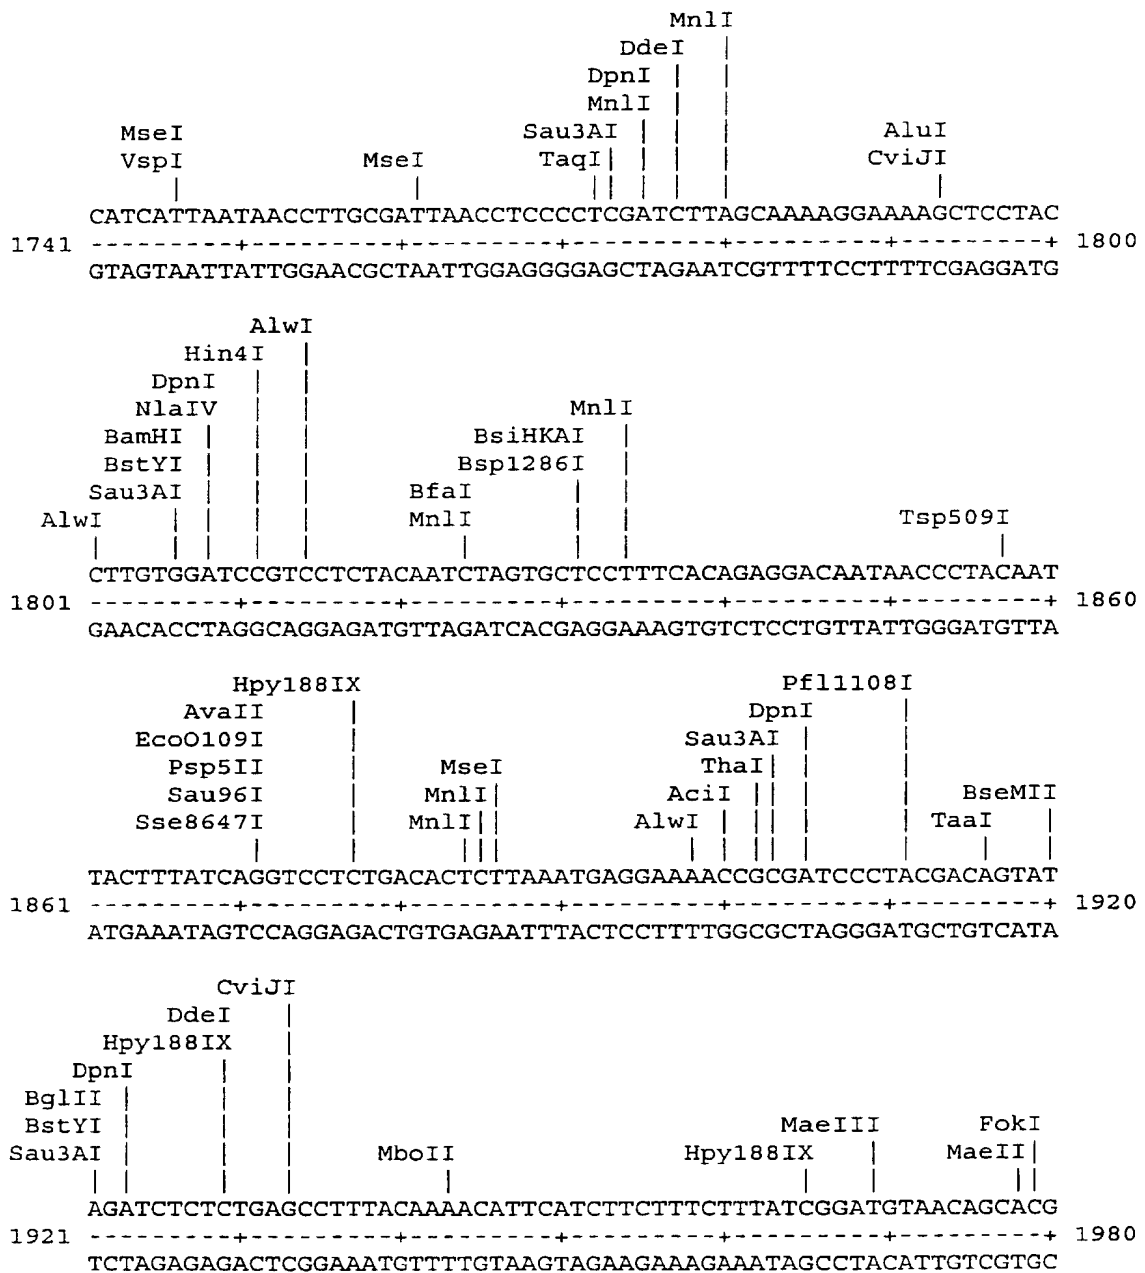 MnlI
DdeI
DpnI
MnlI
MseI Sau3AI AluI
VspI MseI TaqI CviJI
CATCATTAATAACCTTGCGATTAACCTCCCCTCGATCTTAGCAAAAGGAAAAGCTCCTAC
1741 ---------+---------+---------+---------+---------+---------+ 1800
GTAGTAATTATTGGAACGCTAATTGGAGGGGAGCTAGAATCGTTTTCCTTTTCGAGGATG
AlwI
Hin4I
DpnI
NlaIV MnlI
BamHI BsiHKAI
BstYI Bsp1286I
Sau3AI BfaI
AlwI MnlI Tsp509I
CTTGTGGATCCGTCCTCTACAATCTAGTGCTCCTTTCACAGAGGACAATAACCCTACAAT
1801 ---------+---------+---------+---------+---------+---------+ 1860
GAACACCTAGGCAGGAGATGTTAGATCACGAGGAAAGTGTCTCCTGTTATTGGGATGTTA
Hpy188IX Pfl1108I
AvaII DpnI
EcoO109I Sau3AI
Psp5II MseI ThaI
Sau96I MnlI AciI BseMII
Sse8647I MnlI AlwI TaaI
TACTTTATCAGGTCCTCTGACACTCTTAAATGAGGAAAACCGCGATCCCTACGACAGTAT
1861 ---------+---------+---------+---------+---------+---------+ 1920
ATGAAATAGTCCAGGAGACTGTGAGAATTTACTCCTTTTGGCGCTAGGGATGCTGTCATA
CviJI
DdeI
Hpy188IX
DpnI
BglII
BstYI MaeIII FokI
Sau3AI MboII Hpy188IX MaeII
AGATCTCTCTGAGCCTTTACAAAACATTCATCTTCTTTCTTTATCGGATGTAACAGCACG
1921 ---------+---------+---------+---------+---------+---------+ 1980
TCTAGAGAGACTCGGAAATGTTTTGTAAGTAGAAGAAAGAAATAGCCTACATTGTCGTGC